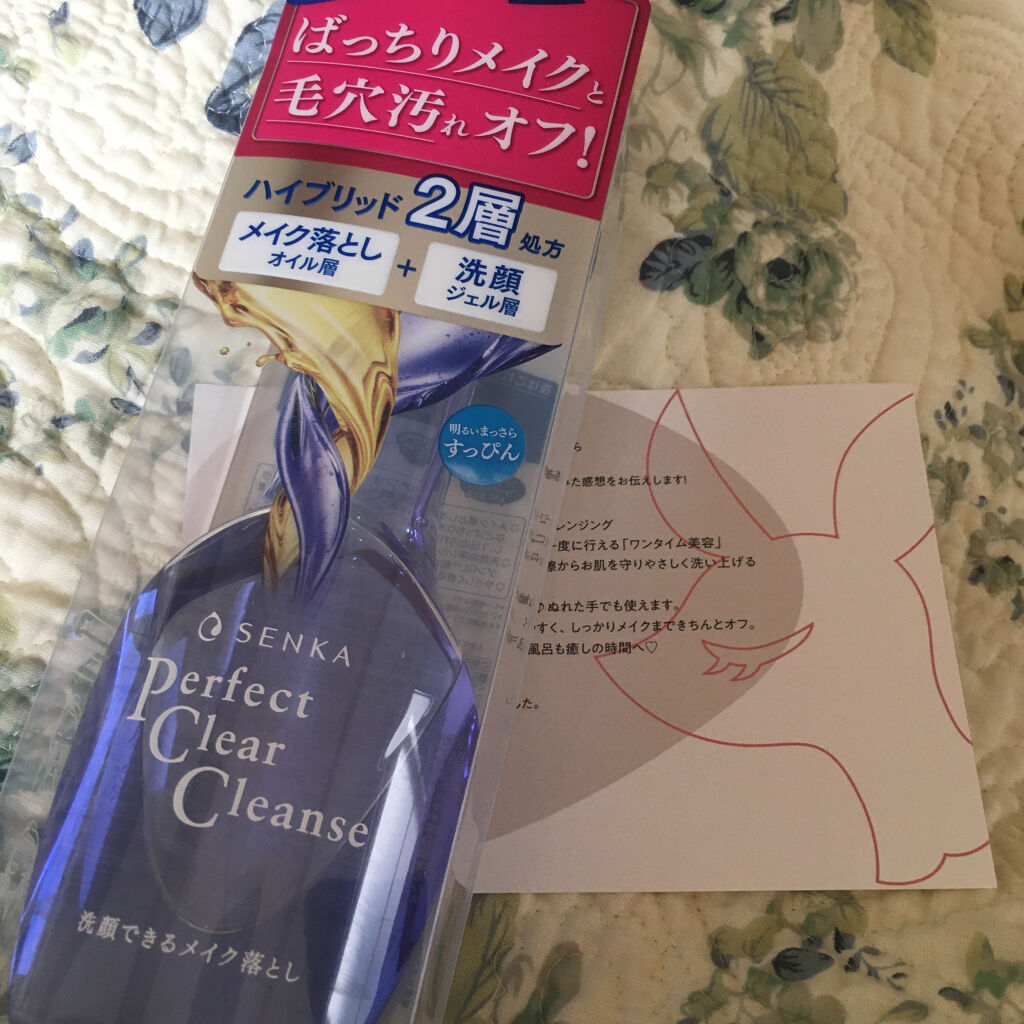 ばっちりメイクと
毛穴汚れオフ!
ハイブリッド2層処方
メイク落とし
オイル層
+
洗顔
ジェル層
明るいまっさら
すっぴん
SENKA
Perfect
Clear
Cleanse
洗顔できるメイク落とし
ら
みた感想をお伝えします!
レンジング
一度に行える「ワンタイム美容」
擦からお肌を守りやさしく洗い上げる
♪ぬれた手でも使えます。
すく、しっかりメイクまできちんとオフ。
風呂も癒しの時間へ♡
した。